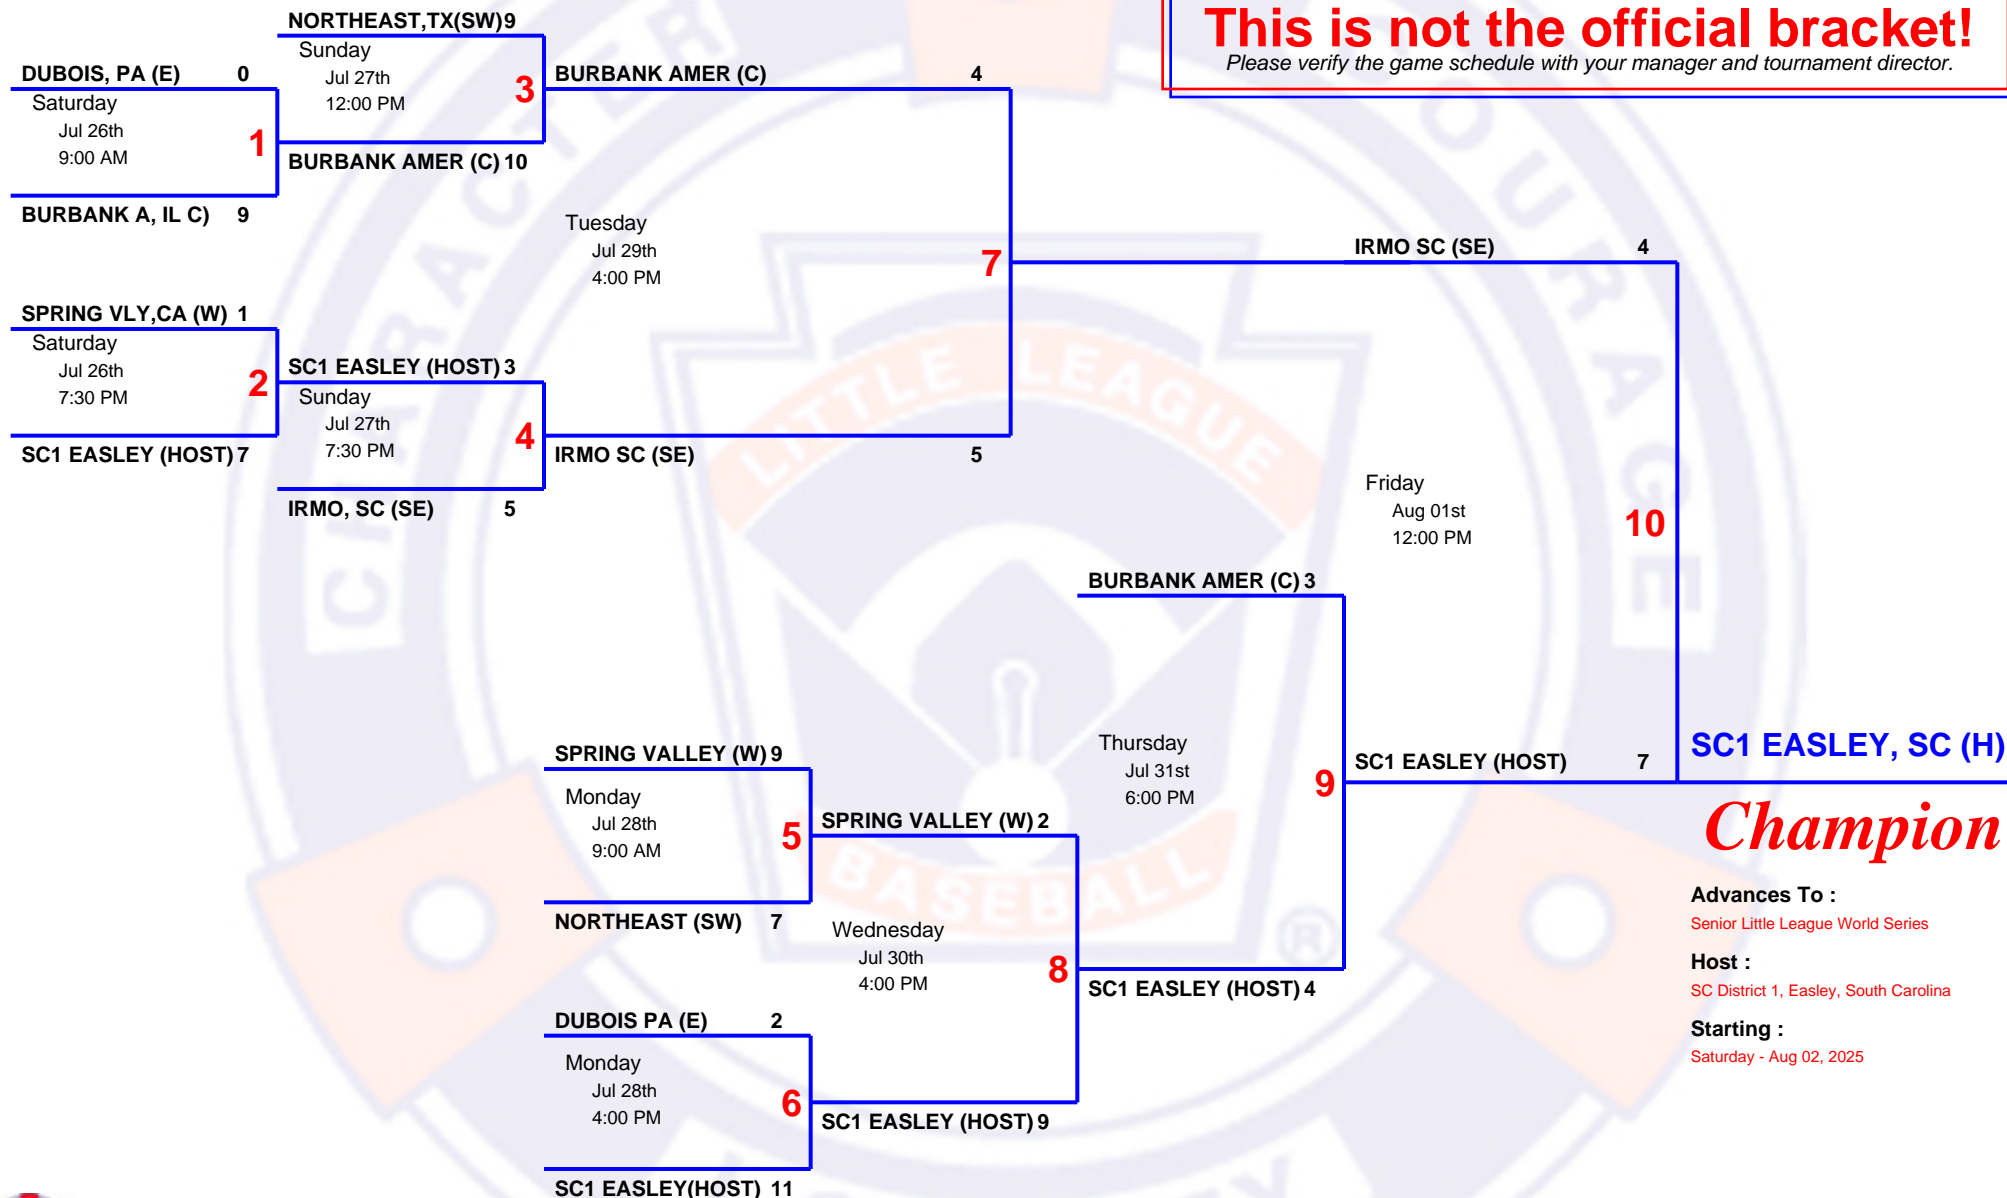 This is not the official bracket!
Please verify the game schedule with your manager and tournament director.
NORTHEAST,TX(SW) 9
Sunday
Jul 27th
12:00 PM
3
BURBANK AMER (C) 10
DUBOIS, PA (E) 0
Saturday
Jul 26th
9:00 AM
1
BURBANK A, IL C) 9
BURBANK AMER (C) 4
Tuesday
Jul 29th
4:00 PM
7
IRMO SC (SE) 5
SPRING VLY,CA (W) 1
Saturday
Jul 26th
7:30 PM
2
SC1 EASLEY (HOST) 7
SC1 EASLEY (HOST) 3
Sunday
Jul 27th
7:30 PM
4
IRMO, SC (SE) 5
IRMO SC (SE) 4
Friday
Aug 01st
12:00 PM
10
SC1 EASLEY (HOST) 7
BURBANK AMER (C) 3
Thursday
Jul 31st
6:00 PM
9
SC1 EASLEY (HOST) 4
SPRING VALLEY (W) 9
Monday
Jul 28th
9:00 AM
5
NORTHEAST (SW) 7
SPRING VALLEY (W) 2
Wednesday
Jul 30th
4:00 PM
8
SC1 EASLEY (HOST) 9
DUBOIS PA (E) 2
Monday
Jul 28th
4:00 PM
6
SC1 EASLEY(HOST) 11
SC1 EASLEY, SC (H)
Champion
Advances To :
Senior Little League World Series
Host :
SC District 1, Easley, South Carolina
Starting :
Saturday - Aug 02, 2025
CHARACTER
COURAGE
LITTLE LEAGUE
BASEBALL
®